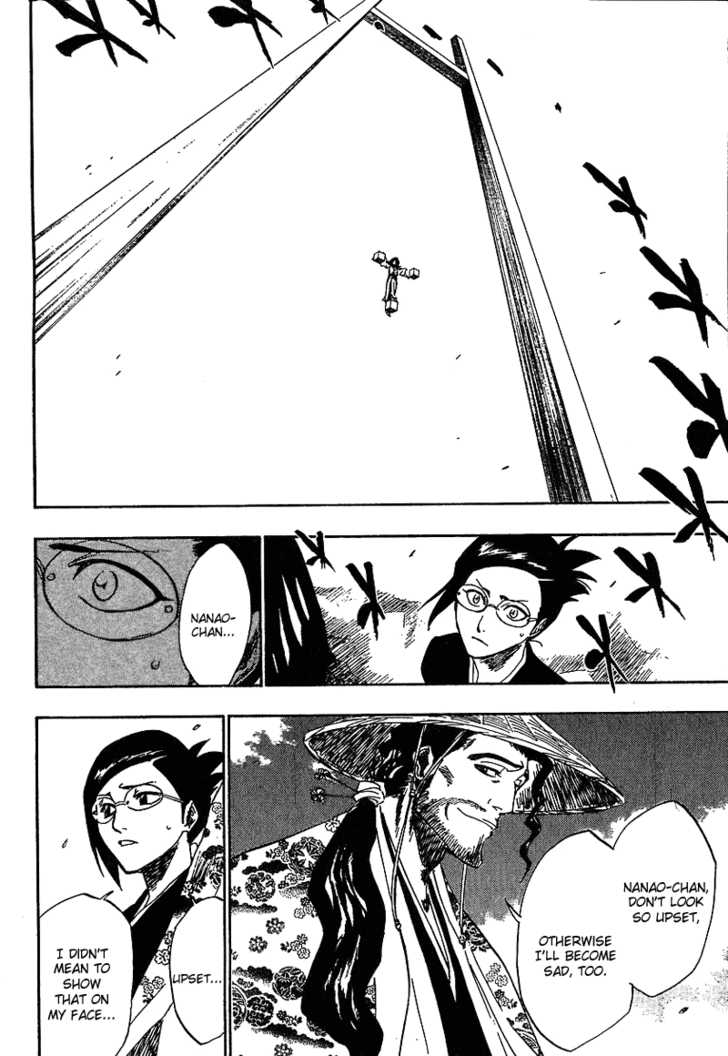 NANAO-
CHAN...
NANAO-CHAN,
DON'T LOOK
SO UPSET,
OTHERWISE
I'LL BECOME
SAD, TOO.
UPSET...
I DIDN'T
MEAN TO
SHOW
THAT ON
MY FACE...